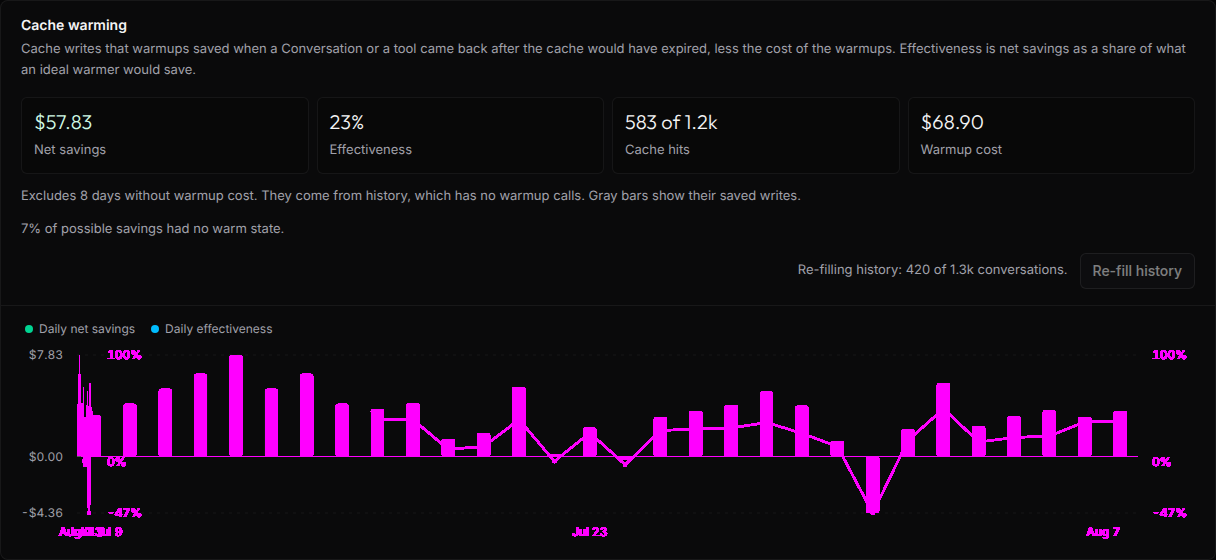 Cache warming
Cache writes that warmups saved when a Conversation or a tool came back after the cache would have expired, less the cost of the warmups. Effectiveness is net savings as a share of what
an ideal warmer would save.
$57.83
Net savings
23%
Effectiveness
583 of 1.2k
Cache hits
$68.90
Warmup cost
Excludes 8 days without warmup cost. They come from history, which has no warmup calls. Gray bars show their saved writes.
7% of possible savings had no warm state.
Re-filling history: 420 of 1.3k conversations.
Re-fill history
Daily net savings
Daily effectiveness
$7.83
100%
100%
$0.00
0%
0%
-$4.36
-47%
-47%
Jul 23
Aug 7